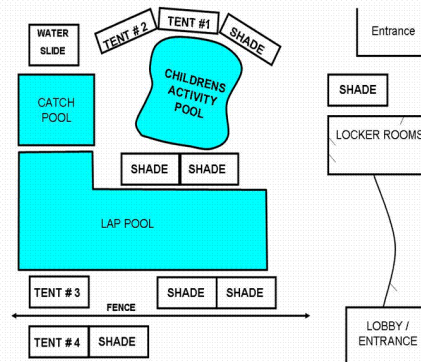 WATER
SLIDE
TENT # 2
TENT #1
SHADE
Entrance
CATCH
POOL
CHILDRENS
ACTIVITY
POOL
SHADE
LOCKER ROOMS
SHADE
SHADE
LAP POOL
TENT # 3
SHADE
SHADE
FENCE
TENT # 4
SHADE
LOBBY /
ENTRANCE